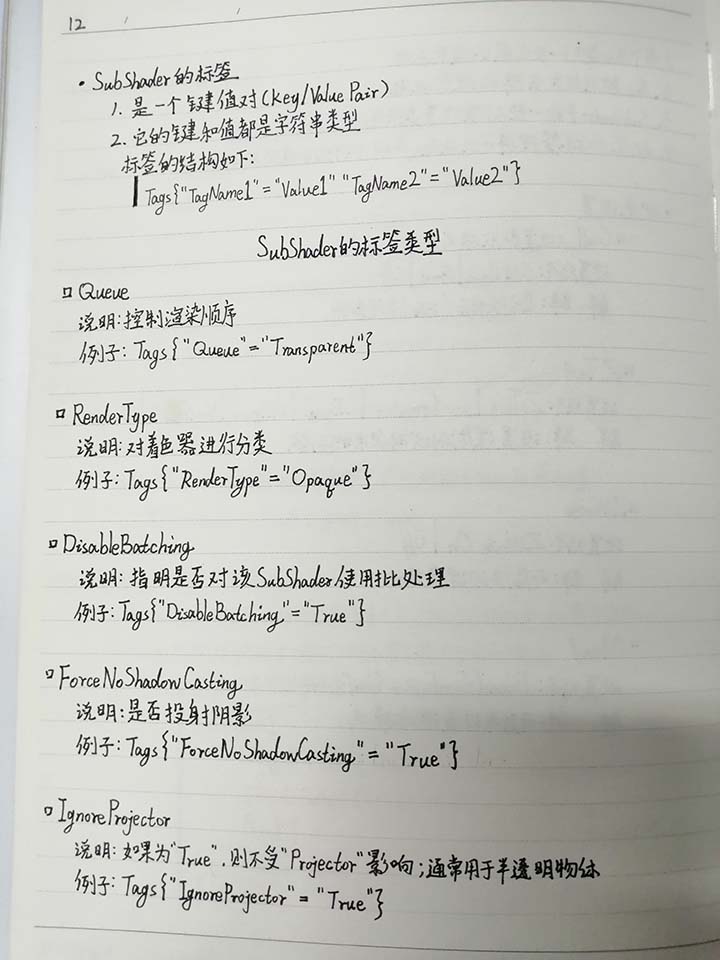 12
· SubShader的标签
1. 是一个键值对(Key/Value Pair)
2. 它的键和值都是字符串类型
标签的结构如下:
Tags{"TagName1"="Value1" "TagName2"="Value2"}
SubShader的标签类型
□ Queue
说明:控制渲染顺序
例子: Tags{"Queue"="Transparent"}
□ RenderType
说明:对着色器进行分类
例子: Tags{"RenderType"="Opaque"}
□ DisableBatching
说明: 指明是否对该SubShader使用批处理
例子: Tags{"DisableBatching"="True"}
□ ForceNoShadowCasting
说明:是否投射阴影
例子: Tags{"ForceNoShadowCasting"="True"}
□ IgnoreProjector
说明: 如果为"True",则不受"Projector"影响;通常用于半透明物体
例子: Tags{"IgnoreProjector"="True"}